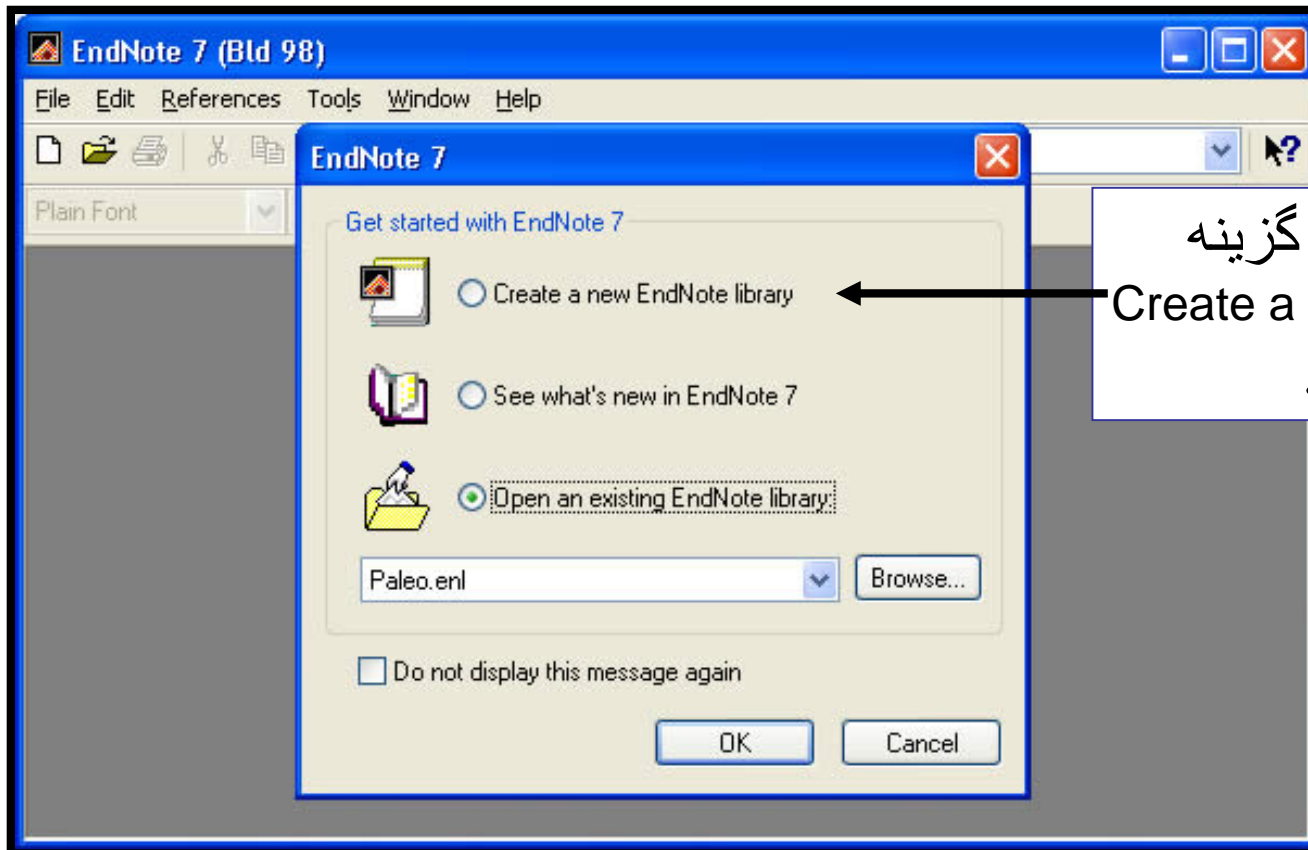 EndNote 7 (Bld 98)
File Edit References Tools Window Help
EndNote 7
Plain Font
Get started with EndNote 7
Create a new EndNote library
See what's new in EndNote 7
Open an existing EndNote library:
Paleo.enl
Browse...
Do not display this message again
OK
Cancel
گزینه
Create a